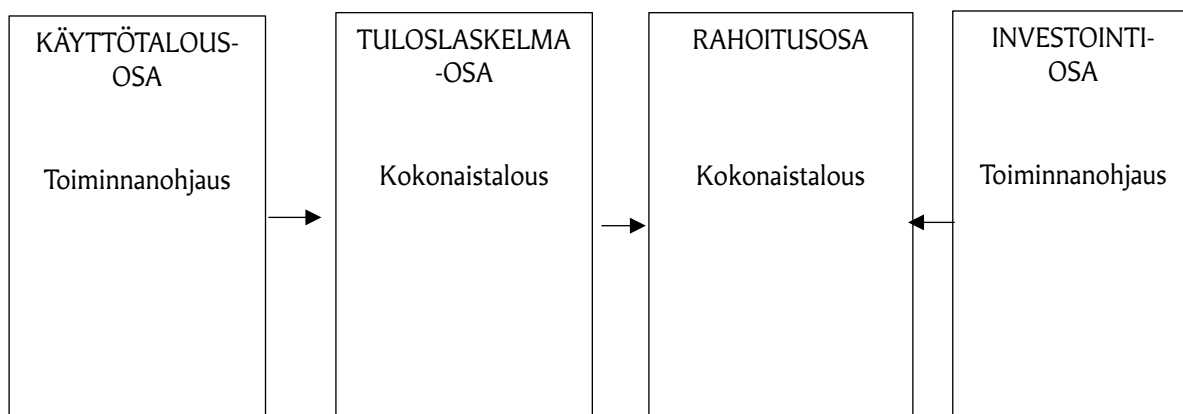 KÄYTTÖTALOUS-
OSA
Toiminnanohjaus
TULOSLASKELMA
-OSA
Kokonaistalous
RAHOITUSOSA
Kokonaistalous
INVESTOINTI-
OSA
Toiminnanohjaus